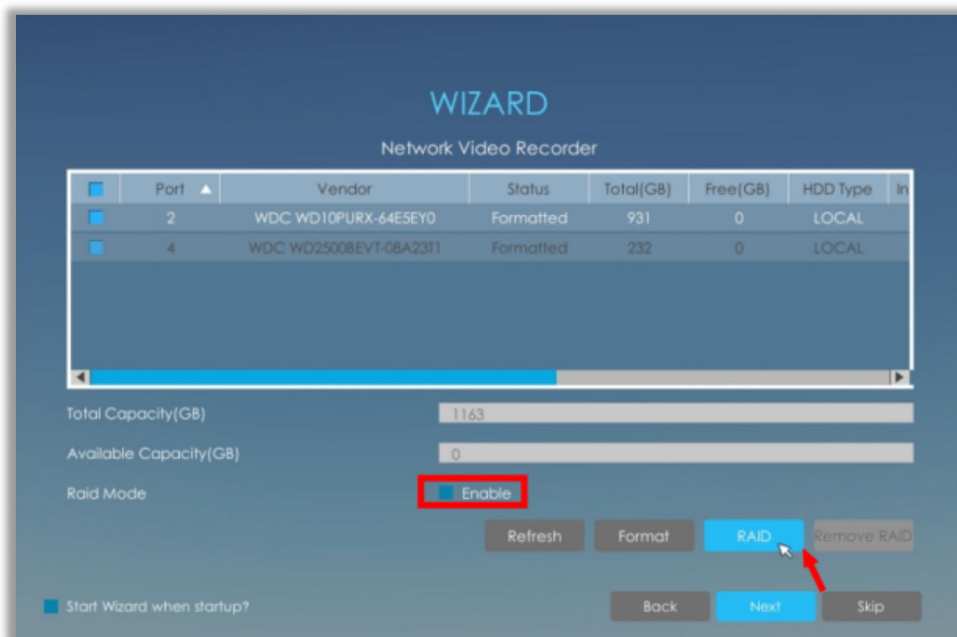 WIZARD
Network Video Recorder
Port Vendor Status Total(GB) Free(GB) HDD Type In
2 WDC WD10PURX-64E5EY0 Formatted 931 0 LOCAL
4 WDC WD2500BEVT-08A23T1 Formatted 232 0 LOCAL
Total Capacity(GB) 1163
Available Capacity(GB) 0
Raid Mode Enable
Refresh Format RAID Remove RAID
Start Wizard when startup? Back Next Skip